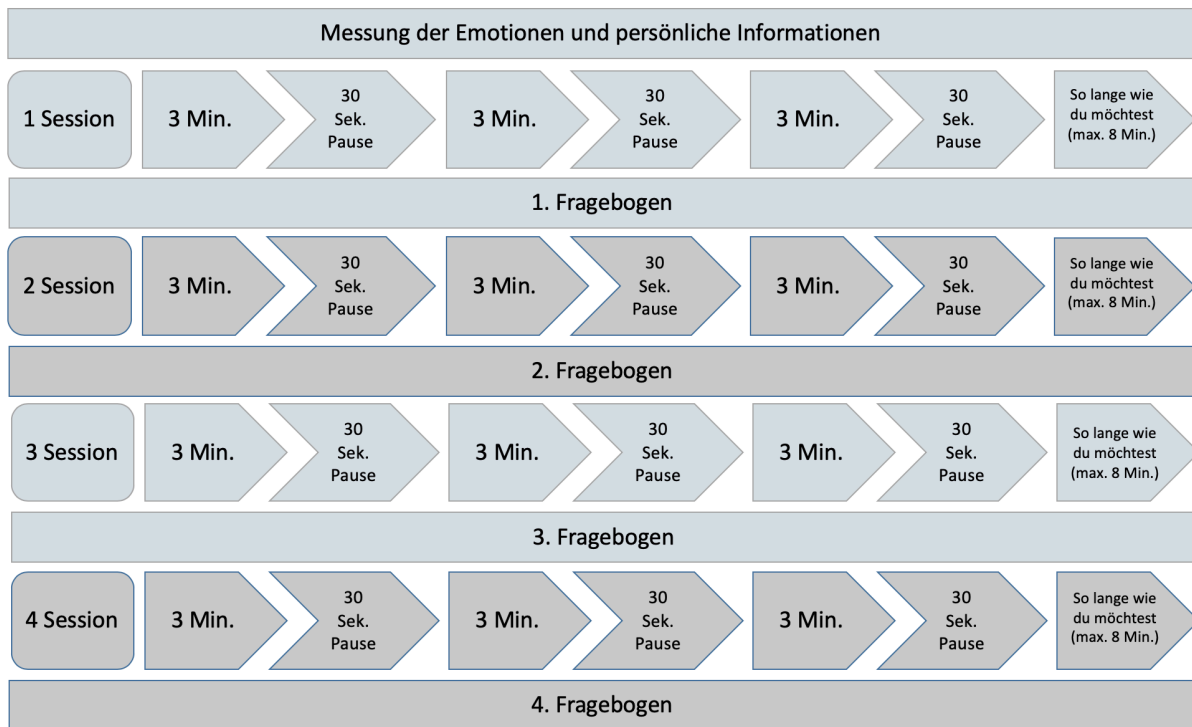 Messung der Emotionen und persönliche Informationen
1 Session
3 Min.
30
Sek.
Pause
3 Min.
30
Sek.
Pause
3 Min.
30
Sek.
Pause
So lange wie
du möchtest
(max. 8 Min.)
1. Fragebogen
2 Session
3 Min.
30
Sek.
Pause
3 Min.
30
Sek.
Pause
3 Min.
30
Sek.
Pause
So lange wie
du möchtest
(max. 8 Min.)
2. Fragebogen
3 Session
3 Min.
30
Sek.
Pause
3 Min.
30
Sek.
Pause
3 Min.
30
Sek.
Pause
So lange wie
du möchtest
(max. 8 Min.)
3. Fragebogen
4 Session
3 Min.
30
Sek.
Pause
3 Min.
30
Sek.
Pause
3 Min.
30
Sek.
Pause
So lange wie
du möchtest
(max. 8 Min.)
4. Fragebogen